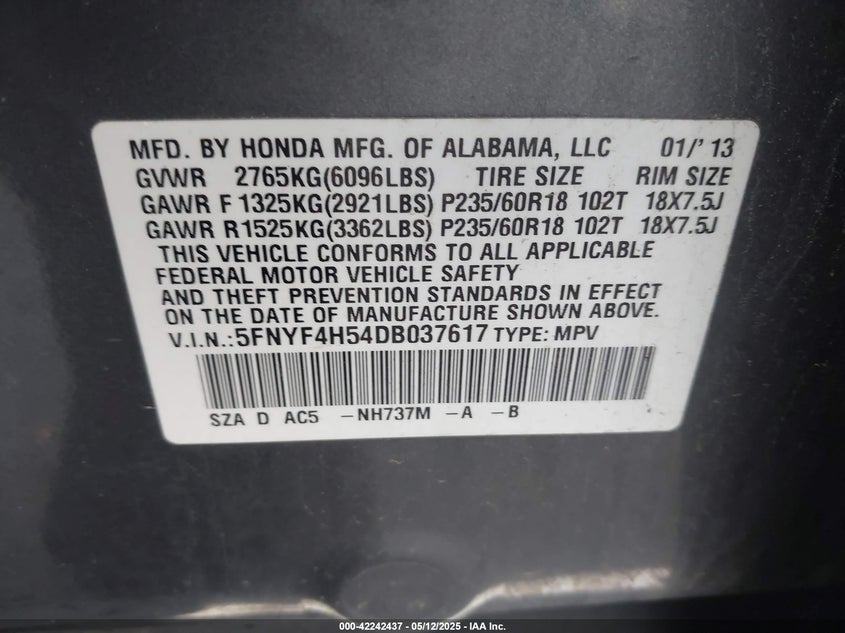 MFD. BY HONDA MFG. OF ALABAMA, LLC 01/' 13
GVWR 2765KG(6096LBS) TIRE SIZE RIM SIZE
GAWR F 1325KG(2921LBS) P235/60R18 102T 18X7.5J
GAWR R1525KG(3362LBS) P235/60R18 102T 18X7.5J
THIS VEHICLE CONFORMS TO ALL APPLICABLE
FEDERAL MOTOR VEHICLE SAFETY
AND THEFT PREVENTION STANDARDS IN EFFECT
ON THE DATE OF MANUFACTURE SHOWN ABOVE.
V.I.N.:5FNYF4H54DB037617 TYPE: MPV
SZA D AC5 -NH737M -A -B
000-42242437 - 05/12/2025 - IAA Inc.